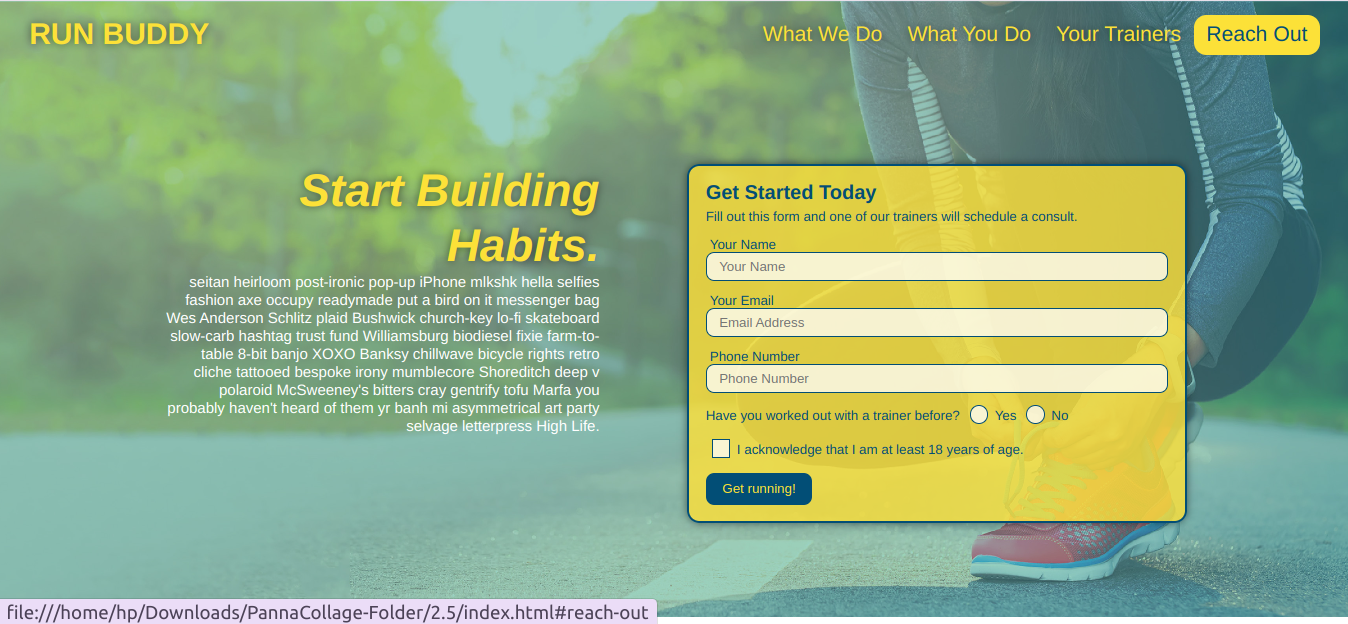 RUN BUDDY
What We Do What You Do Your Trainers Reach Out
Start Building
Habits.
seitan heirloom post-ironic pop-up iPhone mlkshk hella selfies
fashion axe occupy readymade put a bird on it messenger bag
Wes Anderson Schlitz plaid Bushwick church-key lo-fi skateboard
slow-carb hashtag trust fund Williamsburg biodiesel fixie farm-to-
table 8-bit banjo XOXO Banksy chillwave bicycle rights retro
cliche tattooed bespoke irony mumblecore Shoreditch deep v
polaroid McSweeney's bitters cray gentrify tofu Marfa you
probably haven't heard of them yr banh mi asymmetrical art party
selvage letterpress High Life.
Get Started Today
Fill out this form and one of our trainers will schedule a consult.
Your Name
Your Name
Your Email
Email Address
Phone Number
Phone Number
Have you worked out with a trainer before? Yes No
I acknowledge that I am at least 18 years of age.
Get running!
file:///home/hp/Downloads/PannaCollage-Folder/2.5/index.html#reach-out